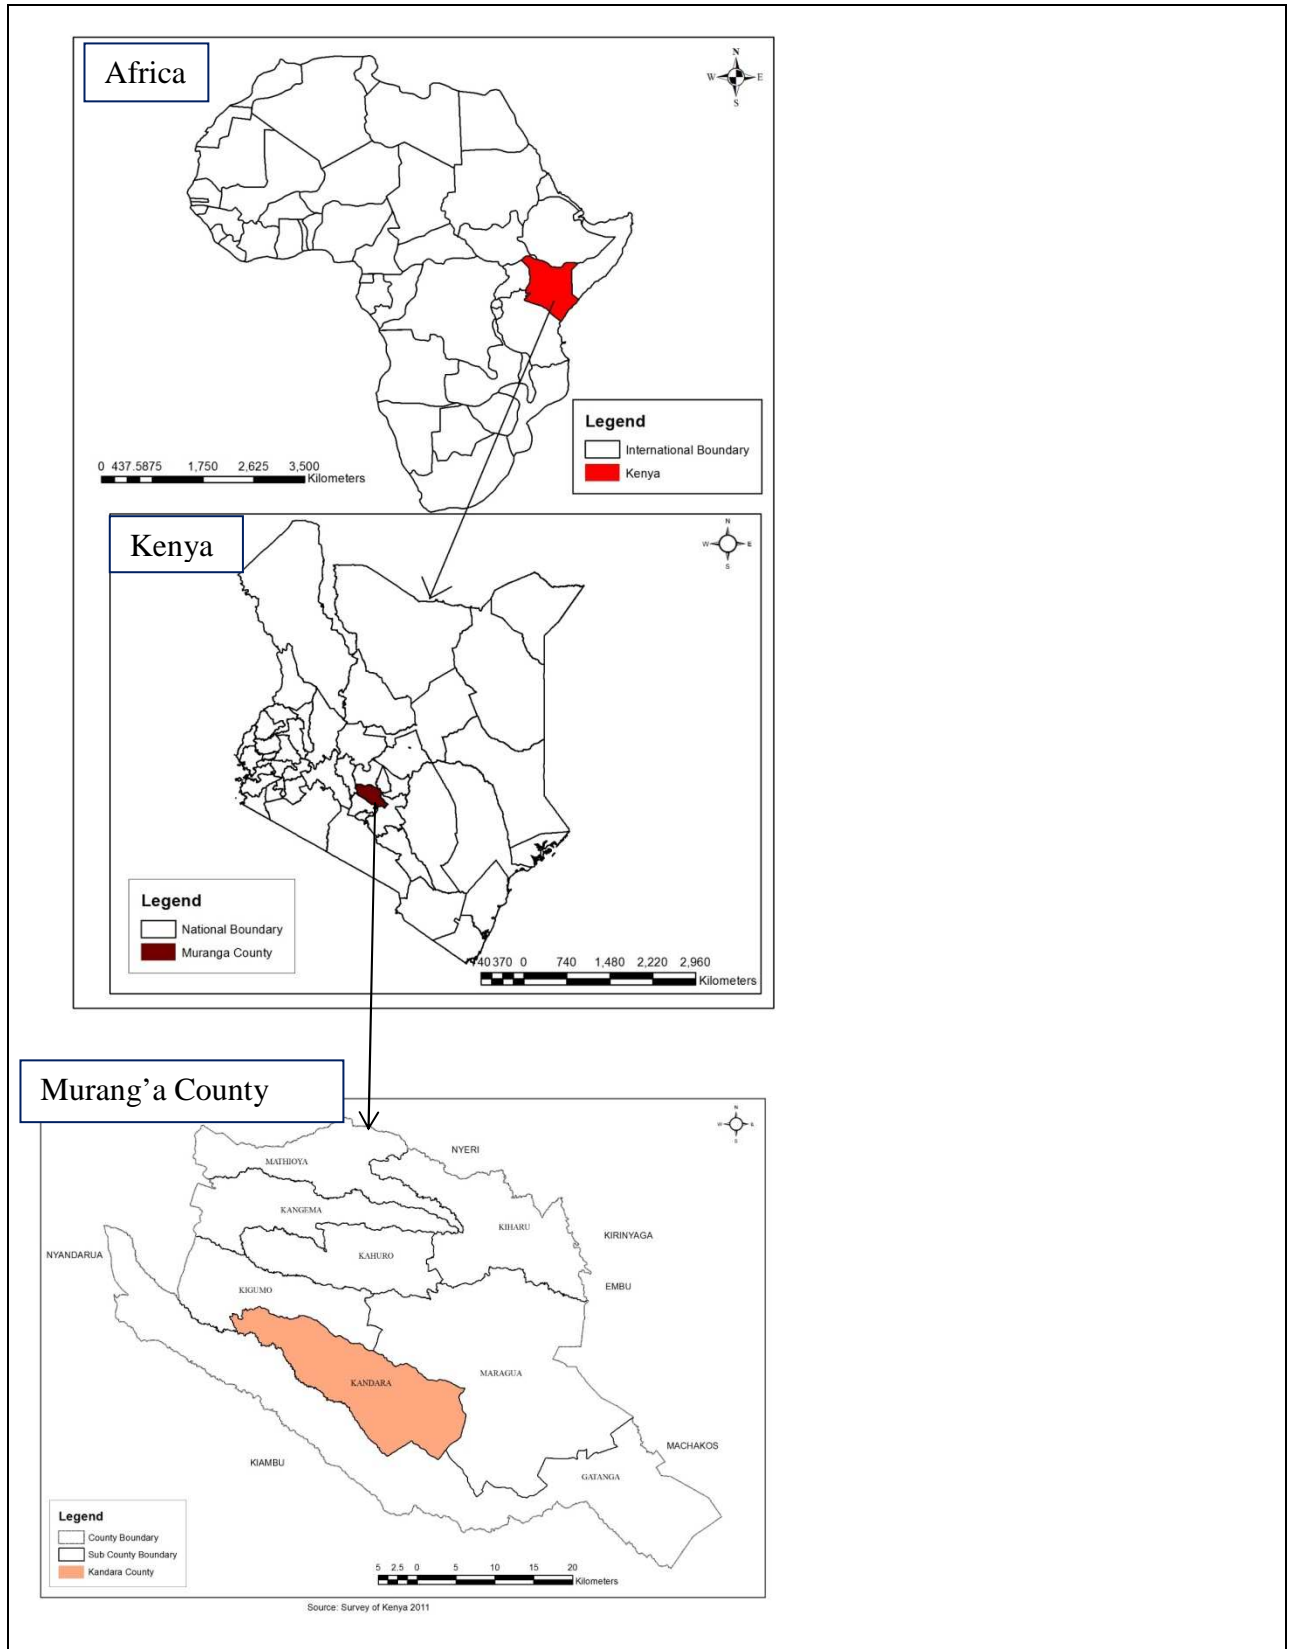 Africa
N
W E
S
Legend
International Boundary
Kenya
0 437.5875 1,750 2,625 3,500
Kilometers
Kenya
N
W E
S
Legend
National Boundary
Muranga County
740 370 0 740 1,480 2,220 2,960
Kilometers
Murang’a County
N
W E
S
NYERI
MATHIOYA
KANGEMA
KIHARU
KIRINYAGA
NYANDARUA
KAHURO
EMBU
KIGUMO
MARAGUA
KANDARA
MACHAKOS
KIAMBU
GATANGA
Legend
County Boundary
Sub County Boundary
Kandara County
5 2.5 0 5 10 15 20
Kilometers
Source: Survey of Kenya 2011